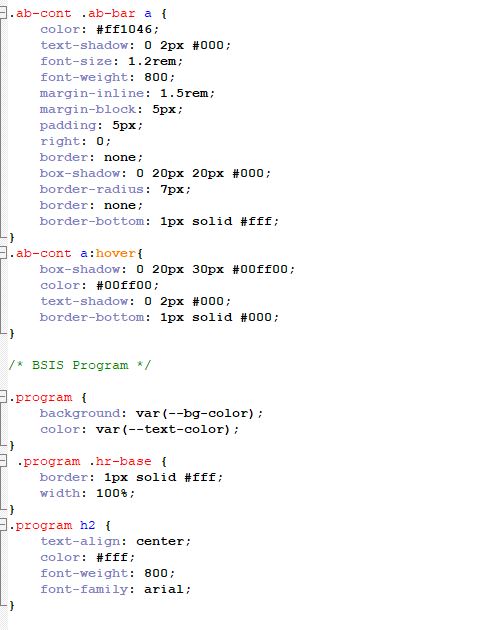 .ab-cont .ab-bar a {
    color: #ff1046;
    text-shadow: 0 2px #000;
    font-size: 1.2rem;
    font-weight: 800;
    margin-inline: 1.5rem;
    margin-block: 5px;
    padding: 5px;
    right: 0;
    border: none;
    box-shadow: 0 20px 20px #000;
    border-radius: 7px;
    border: none;
    border-bottom: 1px solid #fff;
}
.ab-cont a:hover{
    box-shadow: 0 20px 30px #00ff00;
    color: #00ff00;
    text-shadow: 0 2px #000;
    border-bottom: 1px solid #000;
}
/* BSIS Program */
.program {
    background: var(--bg-color);
    color: var(--text-color);
}
 .program .hr-base {
    border: 1px solid #fff;
    width: 100%;
}
.program h2 {
    text-align: center;
    color: #fff;
    font-weight: 800;
    font-family: arial;
}